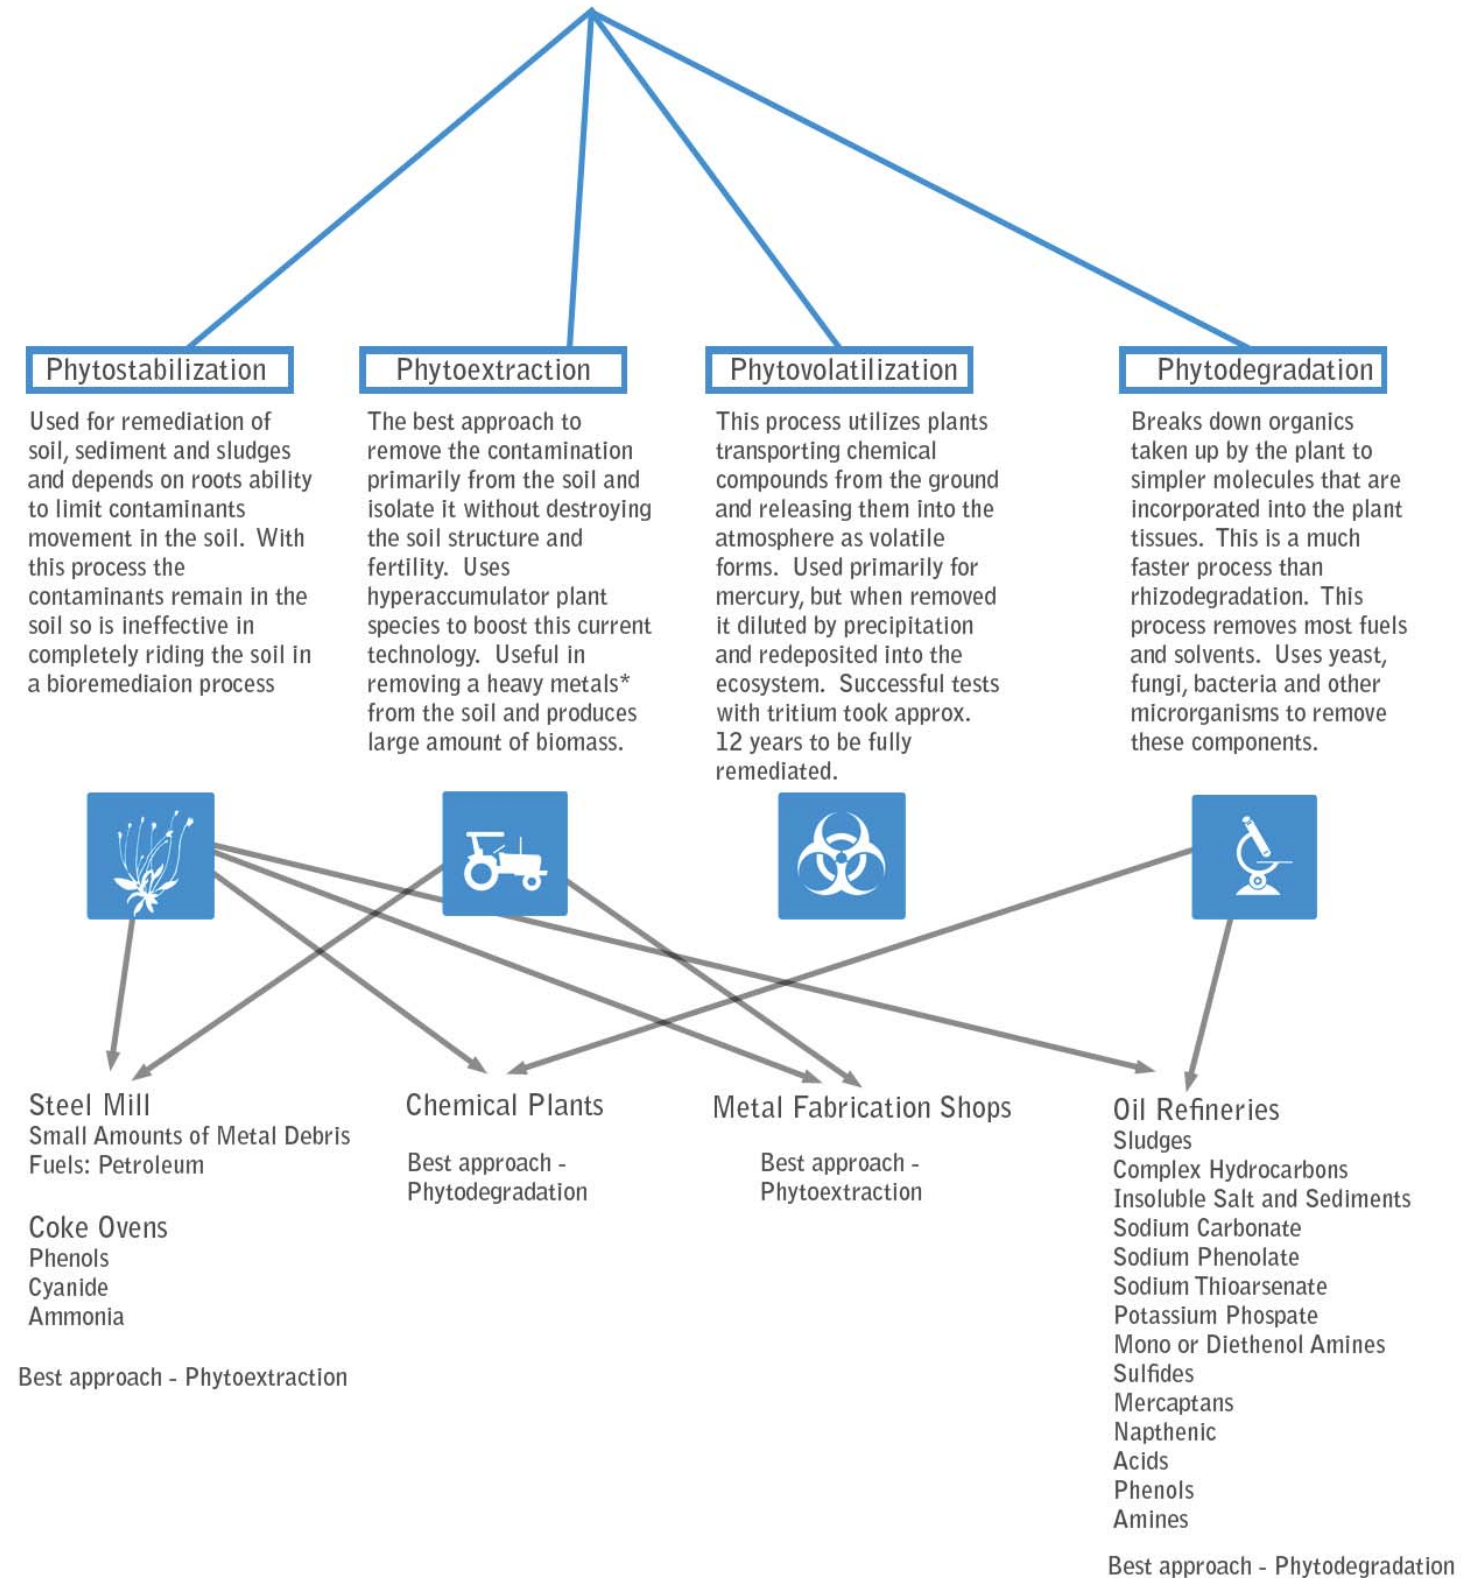 Phytostabilization
Used for remediation of
soil, sediment and sludges
and depends on roots ability
to limit contaminants
movement in the soil.  With
this process the
contaminants remain in the
soil so is ineffective in
completely riding the soil in
a bioremediaion process
Phytoextraction
The best approach to
remove the contamination
primarily from the soil and
isolate it without destroying
the soil structure and
fertility.  Uses
hyperaccumulator plant
species to boost this current
technology.  Useful in
removing a heavy metals*
from the soil and produces
large amount of biomass.
Phytovolatilization
This process utilizes plants
transporting chemical
compounds from the ground
and releasing them into the
atmosphere as volatile
forms.  Used primarily for
mercury, but when removed
it diluted by precipitation
and redeposited into the
ecosystem.  Successful tests
with tritium took approx.
12 years to be fully
remediated.
Phytodegradation
Breaks down organics
taken up by the plant to
simpler molecules that are
incorporated into the plant
tissues.  This is a much
faster process than
rhizodegradation.  This
process removes most fuels
and solvents.  Uses yeast,
fungi, bacteria and other
microrganisms to remove
these components.
Steel Mill
Small Amounts of Metal Debris
Fuels: Petroleum
Coke Ovens
Phenols
Cyanide
Ammonia
Best approach - Phytoextraction
Chemical Plants
Best approach -
Phytodegradation
Metal Fabrication Shops
Best approach -
Phytoextraction
Oil Refineries
Sludges
Complex Hydrocarbons
Insoluble Salt and Sediments
Sodium Carbonate
Sodium Phenolate
Sodium Thioarsenate
Potassium Phospate
Mono or Diethenol Amines
Sulfides
Mercaptans
Napthenic
Acids
Phenols
Amines
Best approach - Phytodegradation